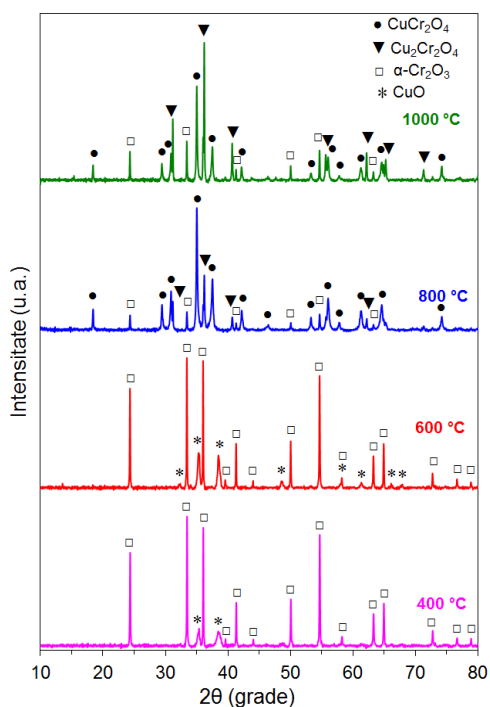 ● CuCr₂O₄
▼ Cu₂Cr₂O₄
□ α-Cr₂O₃
* CuO
1000 °C
800 °C
600 °C
400 °C
Intensitate (u.a.)
10 20 30 40 50 60 70 80
2θ (grade)